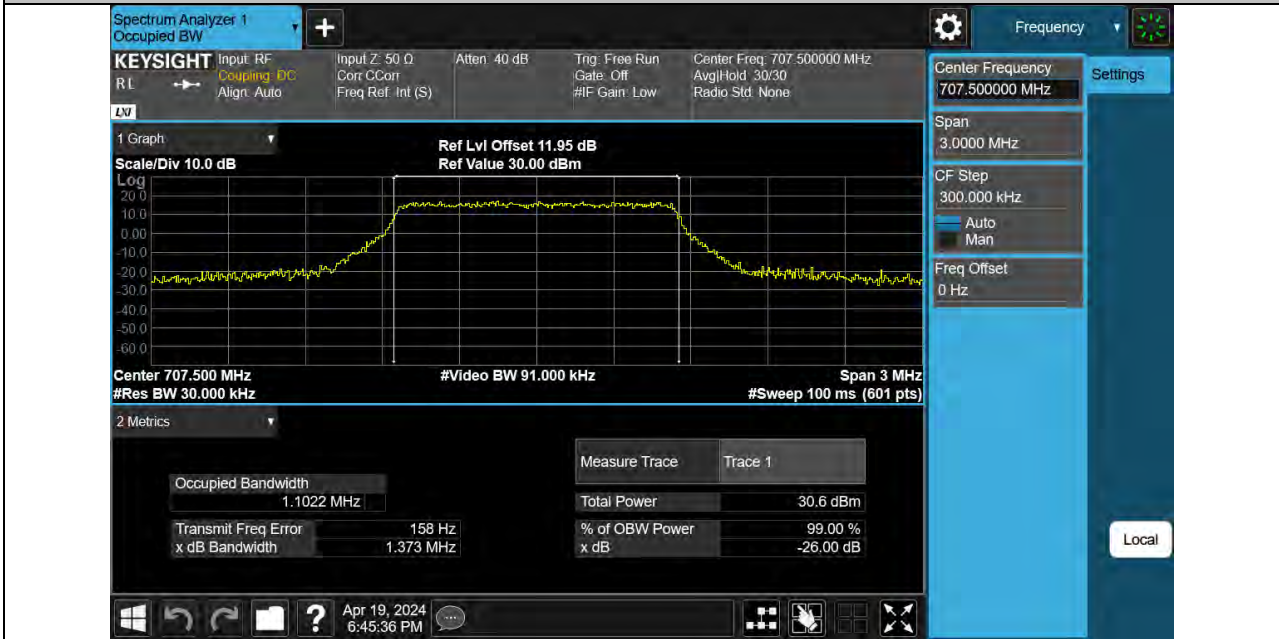 Spectrum Analyzer 1
Occupied BW
Frequency
KEYSIGHT
RL
LXI
Input: RF
Coupling: DC
Align: Auto
Input Z: 50 Ω
Corr CCorr
Freq Ref: Int (S)
Atten: 40 dB
Trig: Free Run
Gate: Off
#IF Gain: Low
Center Freq: 707.500000 MHz
Avg|Hold: 30/30
Radio Std: None
Center Frequency
707.500000 MHz
Settings
Span
3.0000 MHz
CF Step
300.000 kHz
Auto
Man
Freq Offset
0 Hz
Local
1 Graph
Scale/Div 10.0 dB
Ref Lvl Offset 11.95 dB
Ref Value 30.00 dBm
Log
20.0
10.0
0.00
-10.0
-20.0
-30.0
-40.0
-50.0
-60.0
Center 707.500 MHz
#Video BW 91.000 kHz
Span 3 MHz
#Res BW 30.000 kHz
#Sweep 100 ms (601 pts)
2 Metrics
Measure Trace Trace 1
Occupied Bandwidth
1.1022 MHz
Total Power 30.6 dBm
Transmit Freq Error 158 Hz
% of OBW Power 99.00 %
x dB Bandwidth 1.373 MHz
x dB -26.00 dB
?
Apr 19, 2024
6:45:36 PM